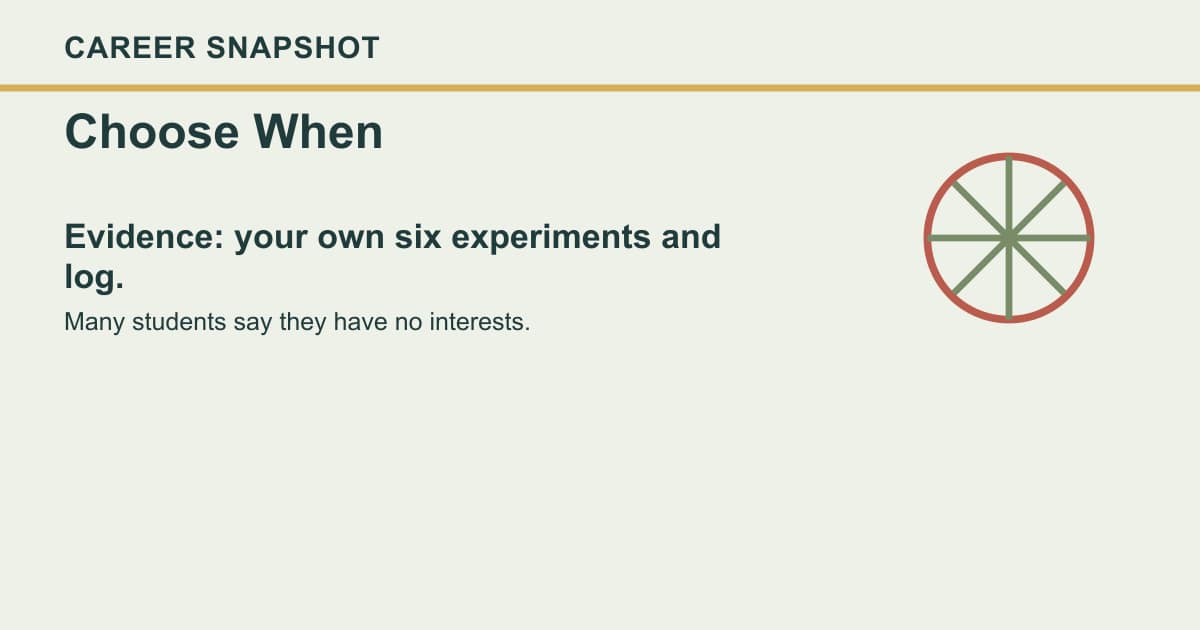 CAREER SNAPSHOT
Choose When
Evidence: your own six experiments and
log.
Many students say they have no interests.